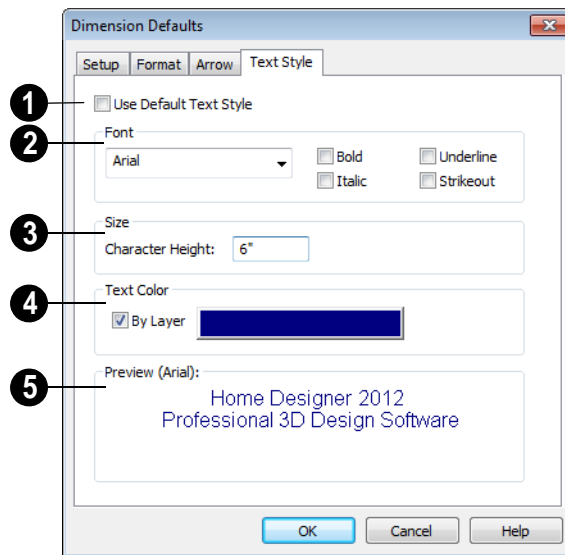 Dimension Defaults
Setup Format Arrow Text Style
1 Use Default Text Style
2 Font
Arial Bold Underline
Italic Strikeout
3 Size
Character Height: 6"
4 Text Color
By Layer
5 Preview (Arial):
Home Designer 2012
Professional 3D Design Software
OK Cancel Help